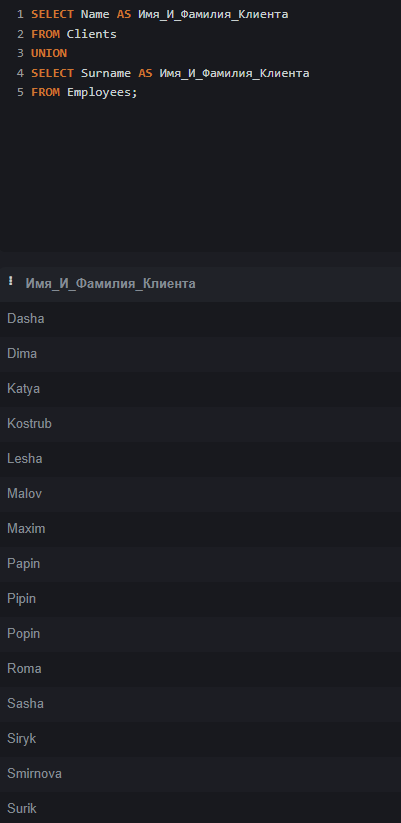 1 SELECT Name AS Имя_И_Фамилия_Клиента
2 FROM Clients
3 UNION
4 SELECT Surname AS Имя_И_Фамилия_Клиента
5 FROM Employees;
Имя_И_Фамилия_Клиента
Dasha
Dima
Katya
Kostrub
Lesha
Malov
Maxim
Papin
Pipin
Popin
Roma
Sasha
Siryk
Smirnova
Surik